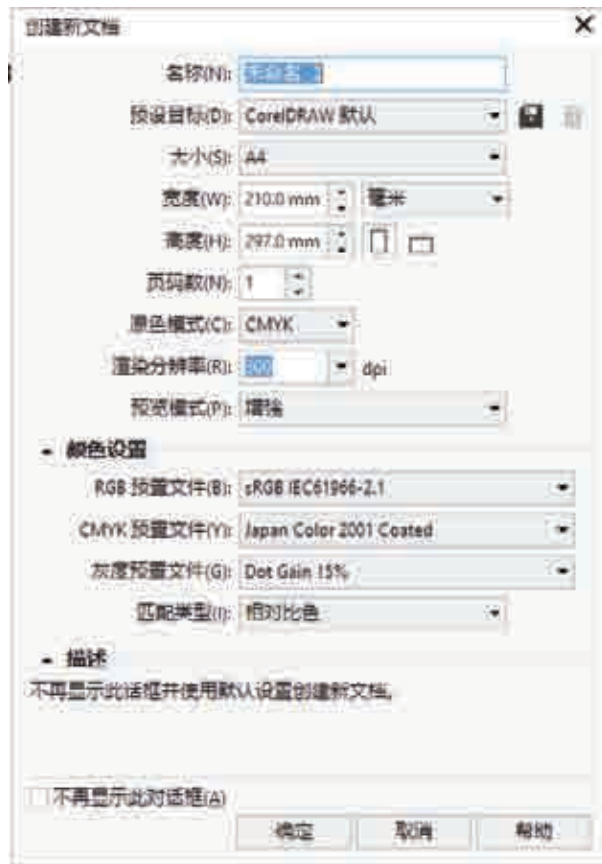 创建新文档
名称(N): 未命名
预设目标(D): CorelDRAW 默认
大小(S): A4
宽度(W): 210.0 mm 毫米
高度(H): 297.0 mm
页码数(N): 1
原色模式(C): CMYK
渲染分辨率(R): 300 dpi
预览模式(P): 增强
颜色设置
RGB 预置文件(B): sRGB IEC61966-2.1
CMYK 预置文件(Y): Japan Color 2001 Coated
灰度预置文件(G): Dot Gain 15%
匹配类型(I): 相对比色
描述
不再显示此话框并使用默认设置创建新文档。
不再显示此对话框(A)
确定 取消 帮助